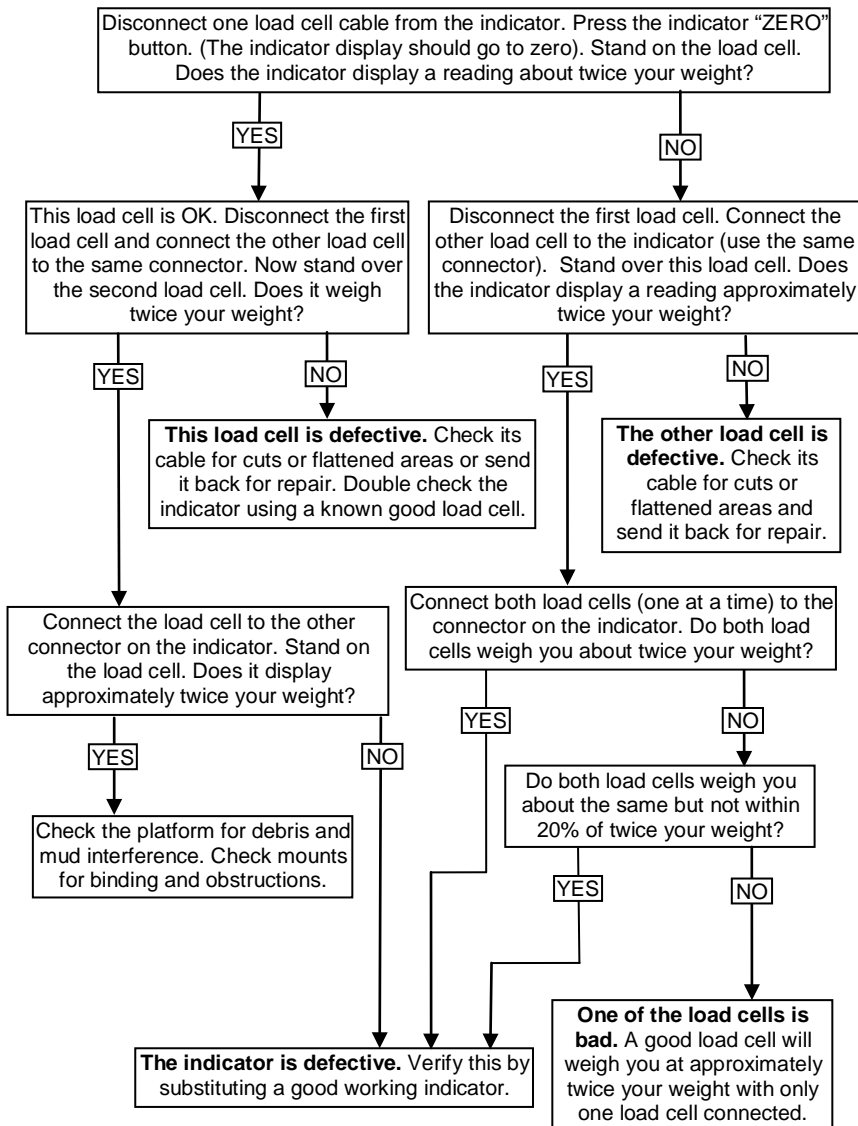 Disconnect one load cell cable from the indicator. Press the indicator “ZERO”
button. (The indicator display should go to zero). Stand on the load cell.
Does the indicator display a reading about twice your weight?
YES
NO
This load cell is OK. Disconnect the first
load cell and connect the other load cell
to the same connector. Now stand over
the second load cell. Does it weigh
twice your weight?
Disconnect the first load cell. Connect the
other load cell to the indicator (use the same
connector).  Stand over this load cell. Does
the indicator display a reading approximately
twice your weight?
YES
NO
YES
NO
This load cell is defective. Check its
cable for cuts or flattened areas or send
it back for repair. Double check the
indicator using a known good load cell.
The other load cell is
defective. Check its
cable for cuts or
flattened areas and
send it back for repair.
Connect the load cell to the other
connector on the indicator. Stand on
the load cell. Does it display
approximately twice your weight?
Connect both load cells (one at a time) to the
connector on the indicator. Do both load
cells weigh you about twice your weight?
YES
NO
YES
NO
Check the platform for debris and
mud interference. Check mounts
for binding and obstructions.
Do both load cells weigh you
about the same but not within
20% of twice your weight?
YES
NO
The indicator is defective. Verify this by
substituting a good working indicator.
One of the load cells is
bad. A good load cell will
weigh you at approximately
twice your weight with only
one load cell connected.